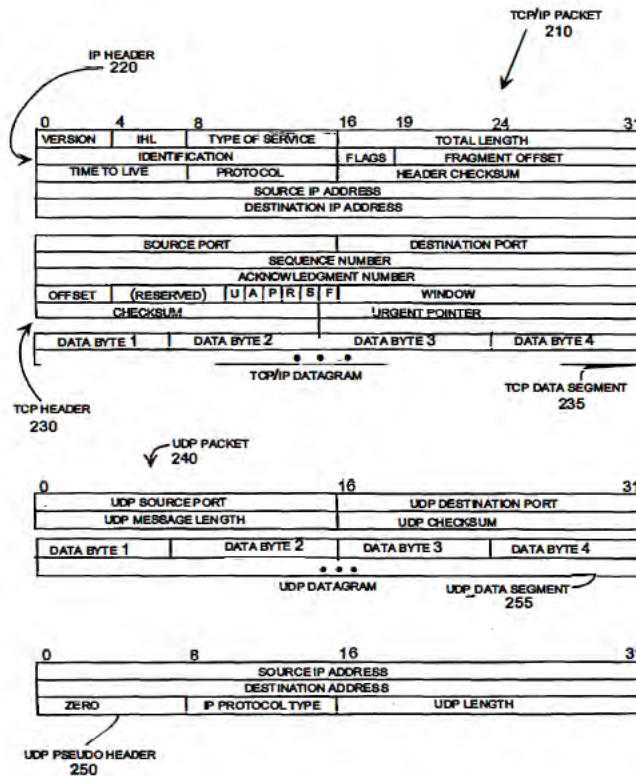 TCP/IP PACKET
210
IP HEADER
220
0 4 8 16 19 24 31
VERSION IHL TYPE OF SERVICE TOTAL LENGTH
IDENTIFICATION FLAGS FRAGMENT OFFSET
TIME TO LIVE PROTOCOL HEADER CHECKSUM
SOURCE IP ADDRESS
DESTINATION IP ADDRESS
SOURCE PORT DESTINATION PORT
SEQUENCE NUMBER
ACKNOWLEDGMENT NUMBER
OFFSET (RESERVED) U A P R S F WINDOW
CHECKSUM URGENT POINTER
DATA BYTE 1 DATA BYTE 2 DATA BYTE 3 DATA BYTE 4
TCP/IP DATAGRAM
TCP DATA SEGMENT
235
TCP HEADER
230
UDP PACKET
240
0 16 31
UDP SOURCE PORT UDP DESTINATION PORT
UDP MESSAGE LENGTH UDP CHECKSUM
DATA BYTE 1 DATA BYTE 2 DATA BYTE 3 DATA BYTE 4
UDP DATAGRAM
UDP DATA SEGMENT
255
0 8 16 31
SOURCE IP ADDRESS
DESTINATION ADDRESS
ZERO IP PROTOCOL TYPE UDP LENGTH
UDP PSEUDO HEADER
250